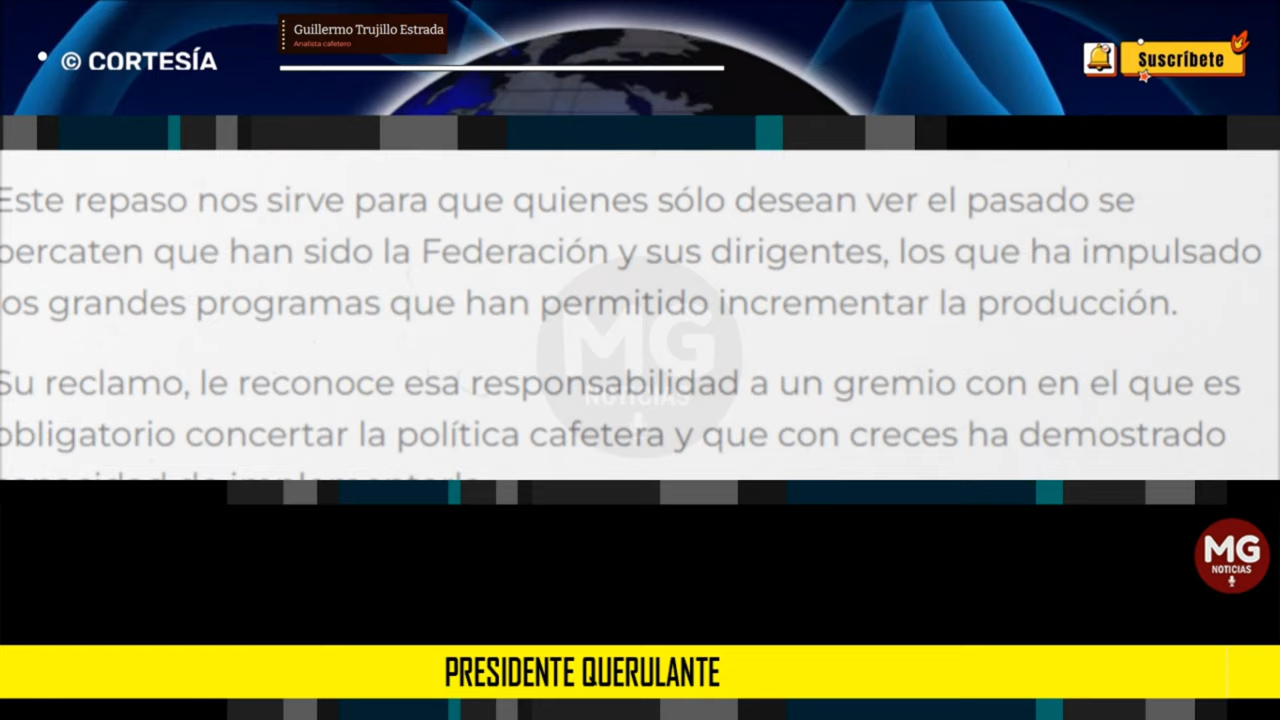 © CORTESÍA
Guillermo Trujillo Estrada
Analista cafetero
Suscríbete
Este repaso nos sirve para que quienes sólo desean ver el pasado se
percaten que han sido la Federación y sus dirigentes, los que ha impulsado
los grandes programas que han permitido incrementar la producción.
MG
NOTICIAS
Su reclamo, le reconoce esa responsabilidad a un gremio con en el que es
obligatorio concertar la política cafetera y que con creces ha demostrado
MG
NOTICIAS
PRESIDENTE QUERULANTE